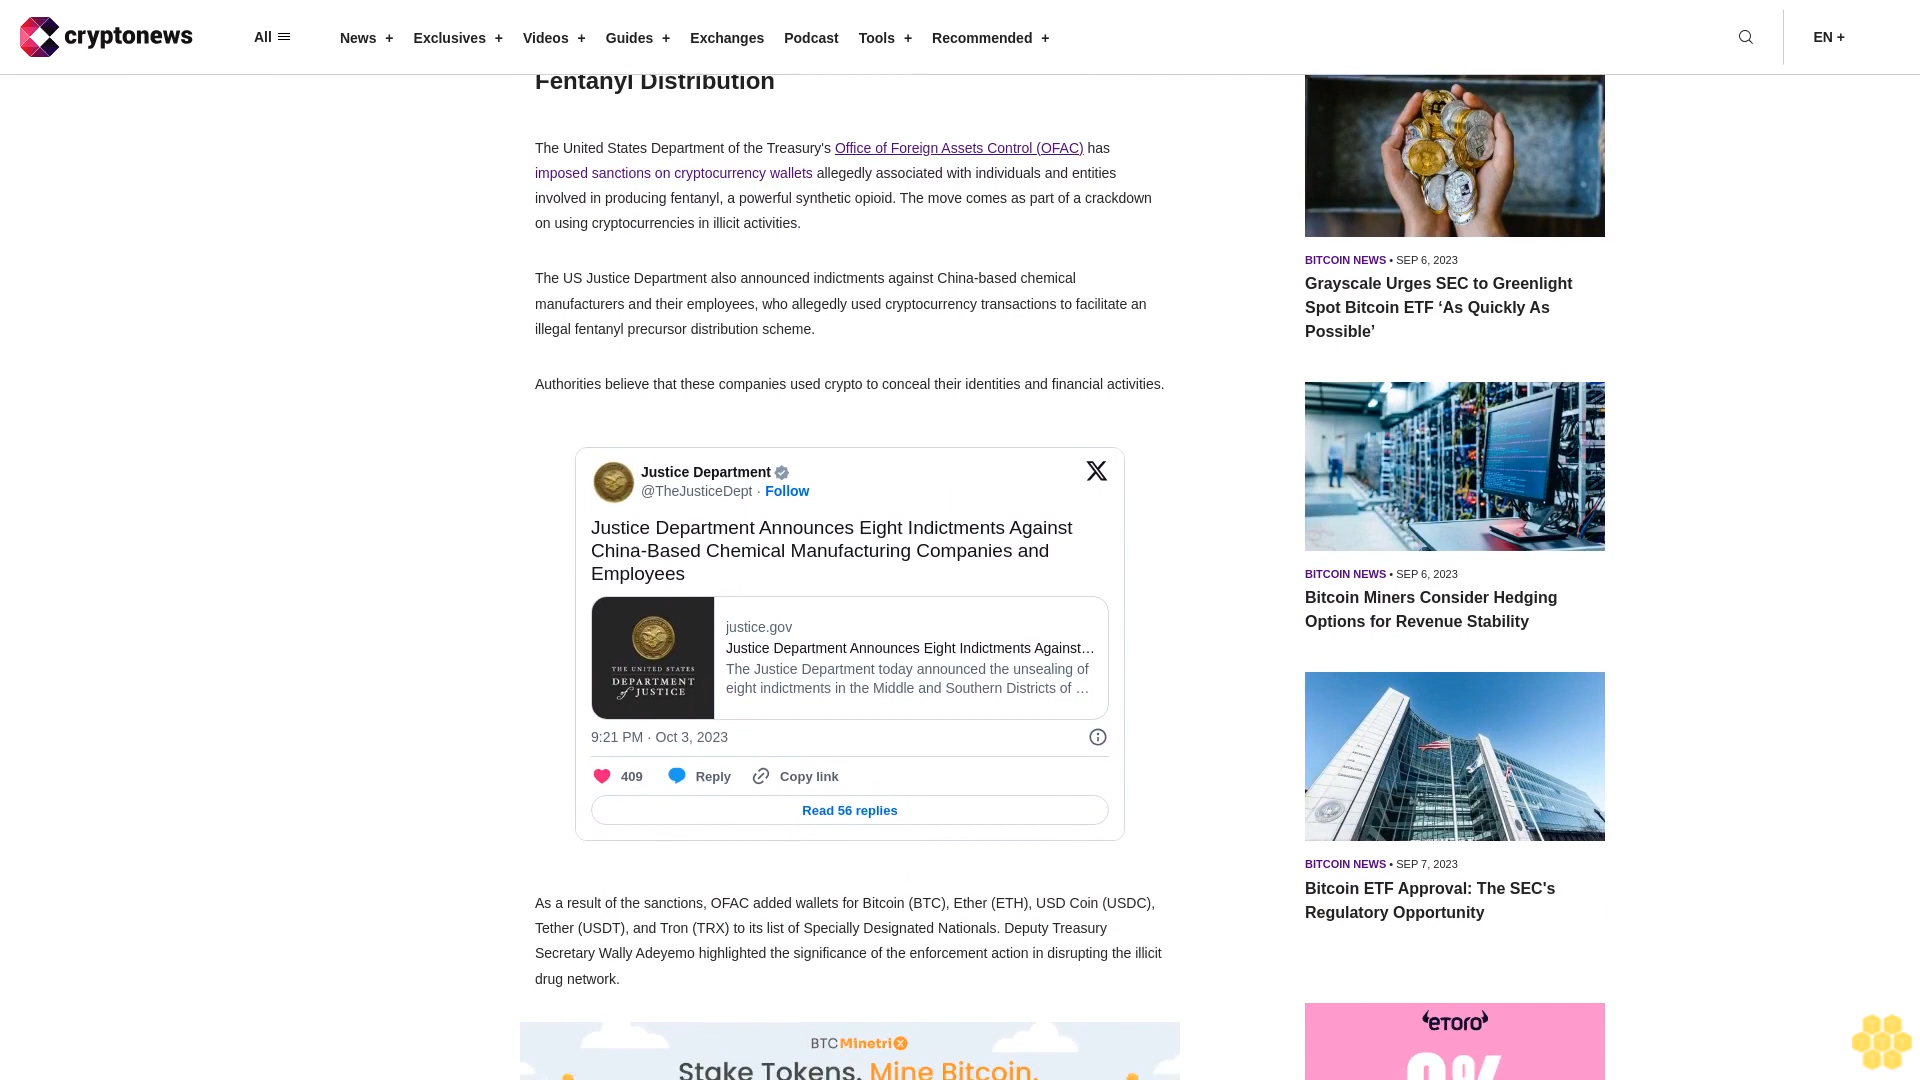 cryptonews
All
News +
Exclusives +
Videos +
Guides +
Exchanges
Podcast
Tools +
Recommended +
EN +
Fentanyl Distribution
The United States Department of the Treasury's Office of Foreign Assets Control (OFAC) has
imposed sanctions on cryptocurrency wallets allegedly associated with individuals and entities
involved in producing fentanyl, a powerful synthetic opioid. The move comes as part of a crackdown
on using cryptocurrencies in illicit activities.
The US Justice Department also announced indictments against China-based chemical
manufacturers and their employees, who allegedly used cryptocurrency transactions to facilitate an
illegal fentanyl precursor distribution scheme.
Authorities believe that these companies used crypto to conceal their identities and financial activities.
Justice Department
@TheJusticeDept · Follow
Justice Department Announces Eight Indictments Against
China-Based Chemical Manufacturing Companies and
Employees
THE UNITED STATES
DEPARTMENT
of JUSTICE
justice.gov
Justice Department Announces Eight Indictments Against…
The Justice Department today announced the unsealing of
eight indictments in the Middle and Southern Districts of …
9:21 PM · Oct 3, 2023
409
Reply
Copy link
Read 56 replies
As a result of the sanctions, OFAC added wallets for Bitcoin (BTC), Ether (ETH), USD Coin (USDC),
Tether (USDT), and Tron (TRX) to its list of Specially Designated Nationals. Deputy Treasury
Secretary Wally Adeyemo highlighted the significance of the enforcement action in disrupting the illicit
drug network.
BTC Minetrix
Stake Tokens. Mine Bitcoin.
BITCOIN NEWS • SEP 6, 2023
Grayscale Urges SEC to Greenlight
Spot Bitcoin ETF ‘As Quickly As
Possible’
BITCOIN NEWS • SEP 6, 2023
Bitcoin Miners Consider Hedging
Options for Revenue Stability
BITCOIN NEWS • SEP 7, 2023
Bitcoin ETF Approval: The SEC's
Regulatory Opportunity
eToro
0%